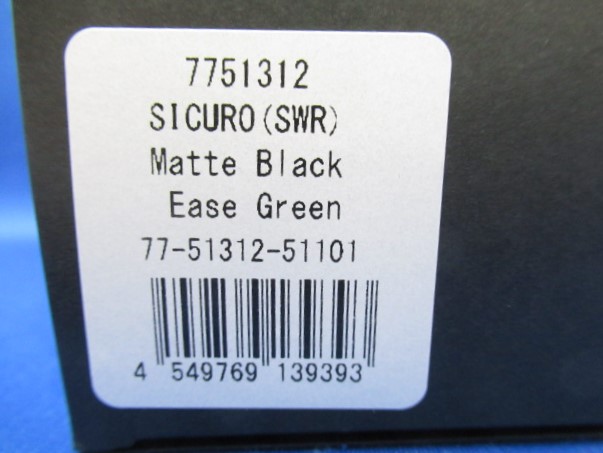 7751312
SICURO(SWR)
Matte Black
Ease Green
77-51312-51101
4 549769 139393